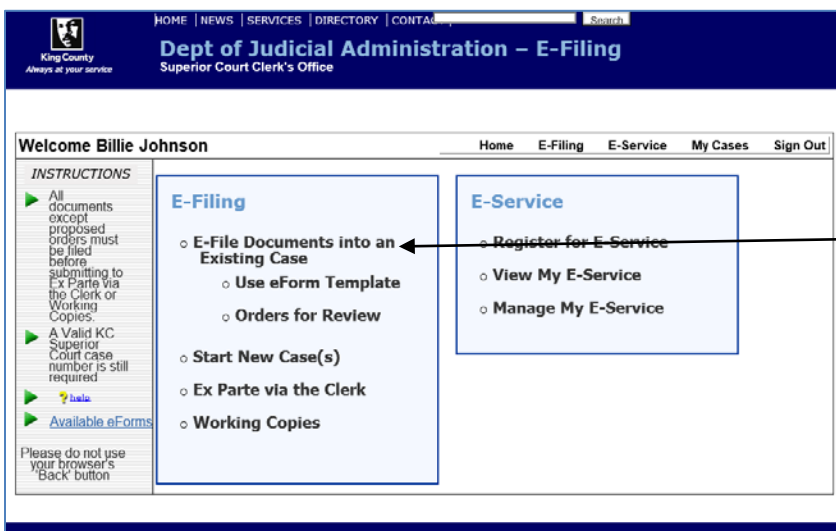 HOME | NEWS | SERVICES | DIRECTORY | CONTACT
Search
King County
Always at your service
Dept of Judicial Administration – E-Filing
Superior Court Clerk's Office
Welcome Billie Johnson
Home E-Filing E-Service My Cases Sign Out
INSTRUCTIONS
All
documents
except
proposed
orders must
be filed
before
submitting to
Ex Parte via
the Clerk or
Working
Copies.
A Valid KC
Superior
Court case
number is still
required
? help
Available eForms
Please do not use
your browser's
'Back' button
E-Filing
E-File Documents into an
Existing Case
Use eForm Template
Orders for Review
Start New Case(s)
Ex Parte via the Clerk
Working Copies
E-Service
Register for E-Service
View My E-Service
Manage My E-Service